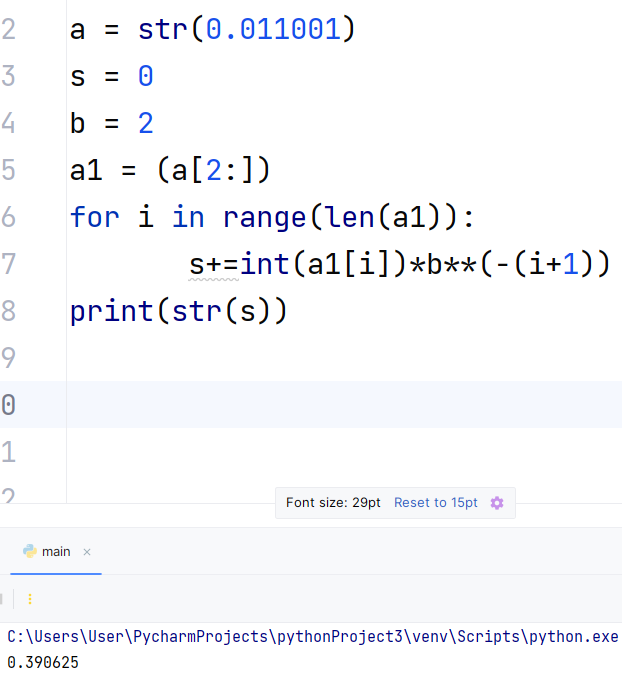 2 a = str(0.011001)
3 s = 0
4 b = 2
5 a1 = (a[2:])
6 for i in range(len(a1)):
7 s+=int(a1[i])*b**(-(i+1))
8 print(str(s))
9
0
1
2
Font size: 29pt Reset to 15pt
main ×
C:\Users\User\PycharmProjects\pythonProject3\venv\Scripts\python.exe
0.390625